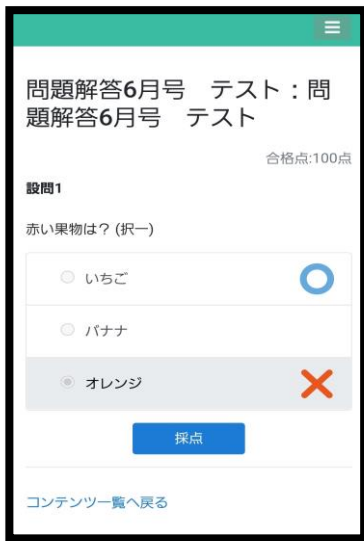 問題解答6月号　テスト：問
題解答6月号　テスト
合格点:100点
設問1
赤い果物は？(択一)
いちご
バナナ
オレンジ
採点
コンテンツ一覧へ戻る